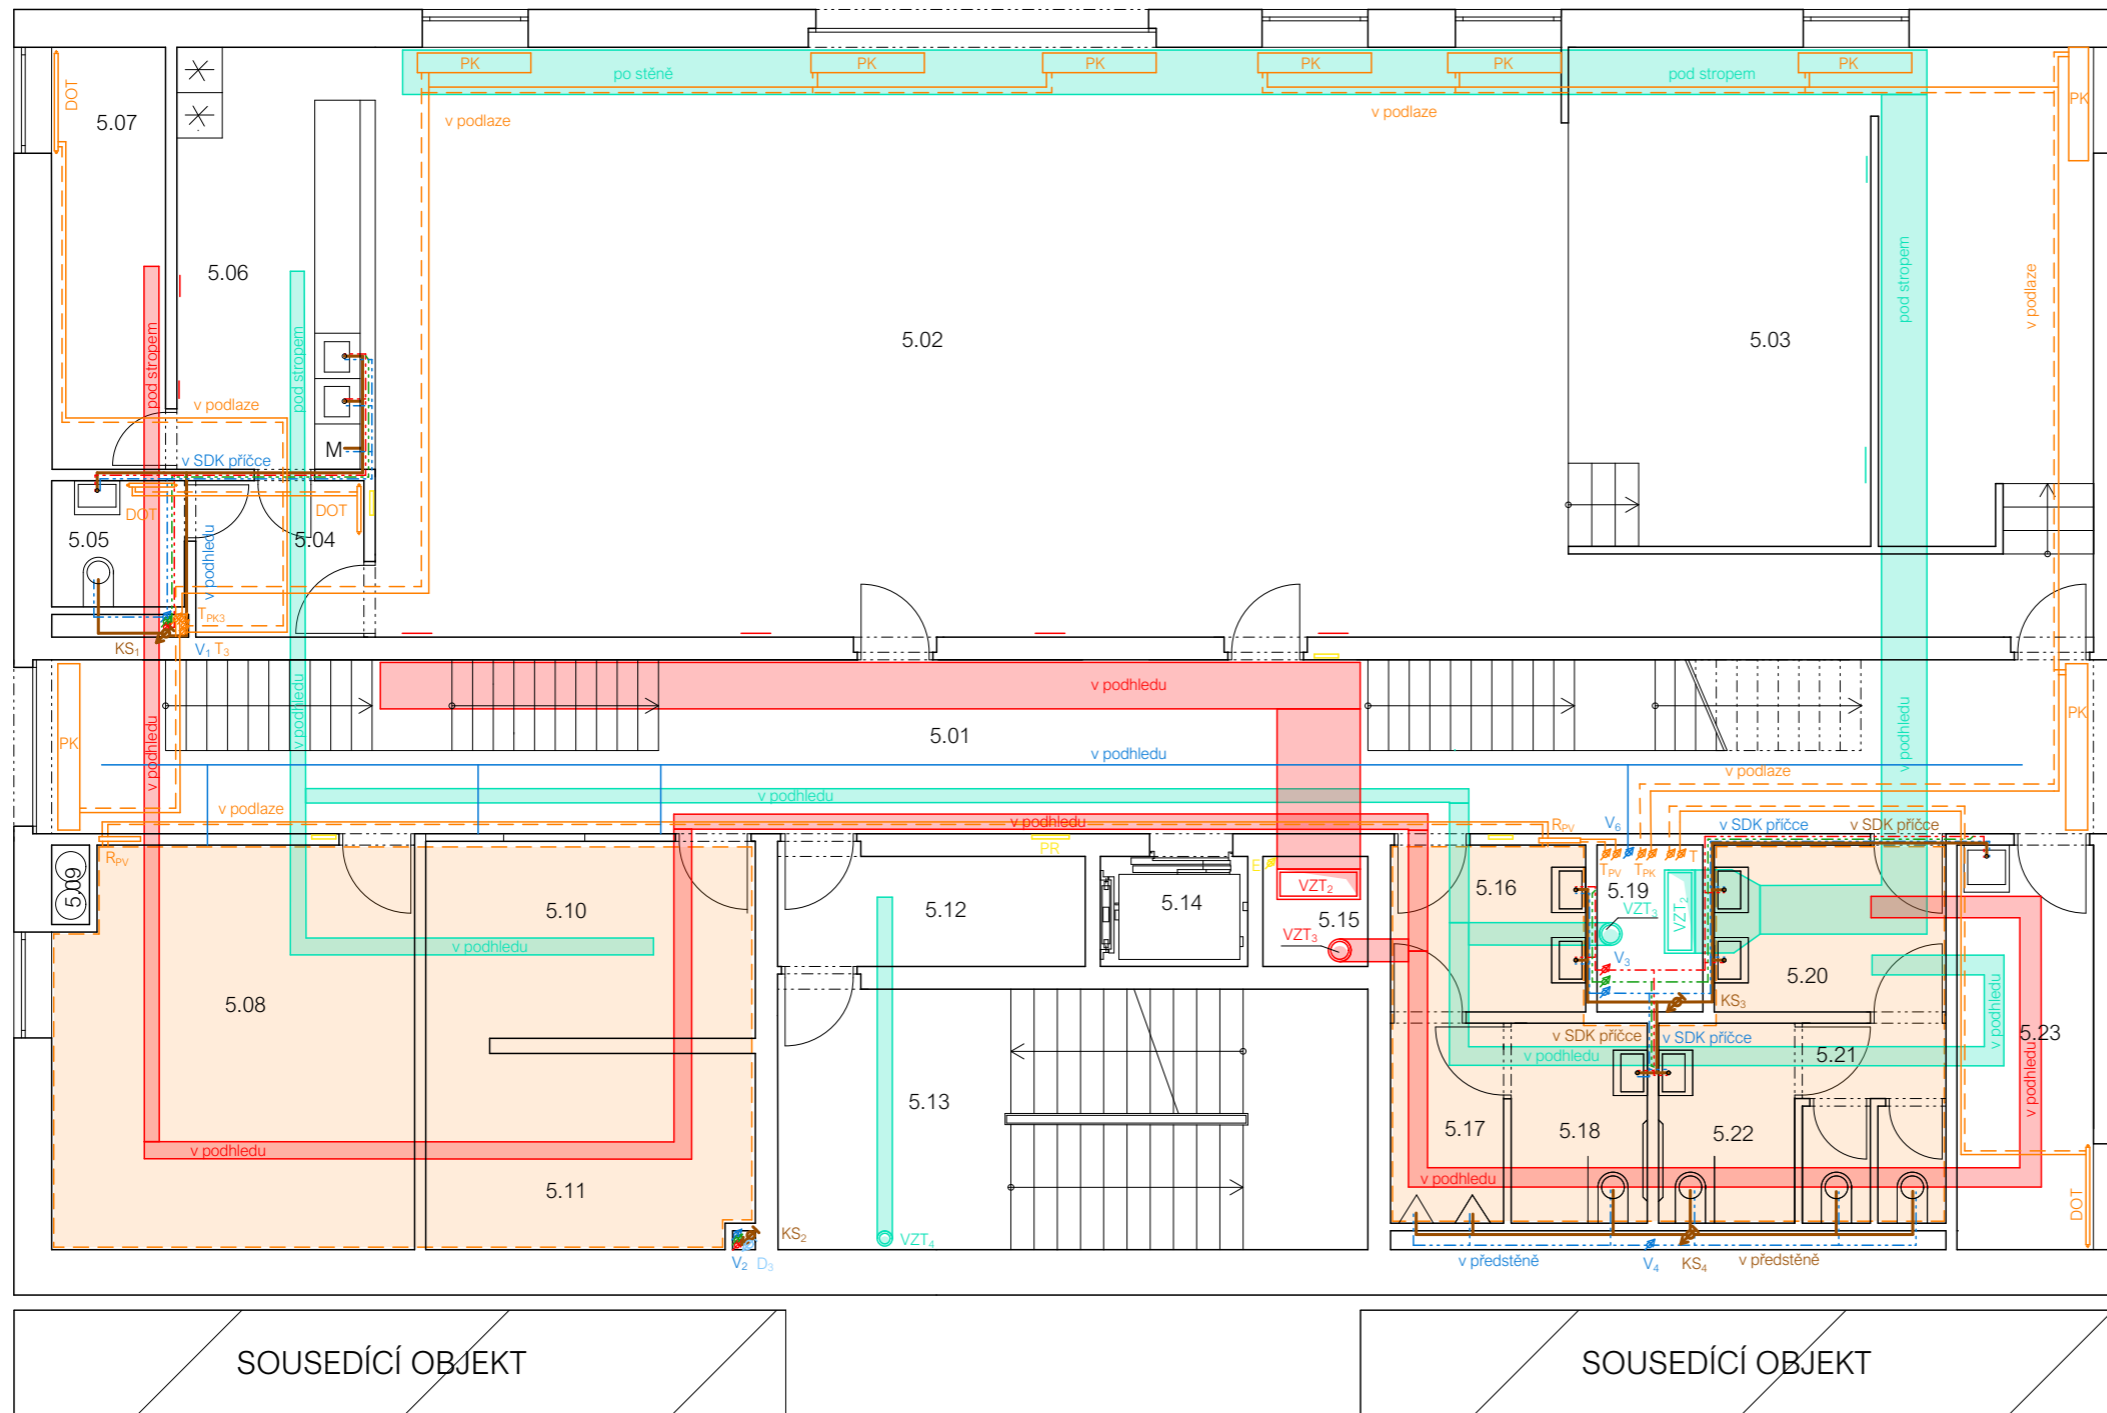 PK
PK
PK
PK
PK
PK
po stěně
pod stropem
DOT
PK
5.07
v podlaze
v podlaze
5.06
pod stropem
v podlaze
5.02
5.03
pod stropem
pod stropem
v podlaze
M
v SDK příčce
DOT
DOT
5.05
5.04
v podhledu
T_PK3
KS₁
V₁
T₃
v podhledu
v podhledu
v podhledu
v podhledu
PK
PK
5.01
v podhledu
v podlaze
v podhledu
v podlaze
v podhledu
R_PV
V₆
v SDK příčce
v SDK příčce
PR
R_PV
E
T_PV
T_PK
T
5.09
VZT₂
5.16
5.19
VZT₂
5.10
5.12
5.14
5.15
VZT₃
VZT₃
v podhledu
V₃
5.20
5.08
KS₃
v podhledu
5.23
v SDK příčce
v SDK příčce
v podhledu
5.21
v podhledu
5.13
5.17
5.18
5.22
v podhledu
v podhledu
5.11
DOT
KS₂
VZT₄
V₂
D₃
v předstěně
V₄
KS₄
v předstěně
SOUSEDÍCÍ OBJEKT
SOUSEDÍCÍ OBJEKT